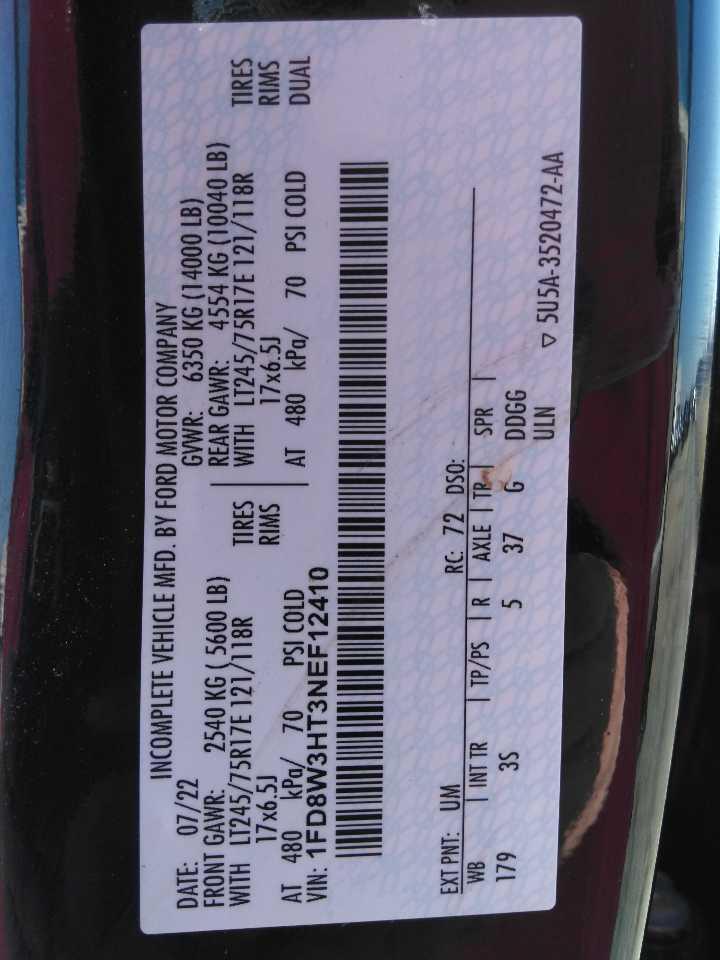 INCOMPLETE VEHICLE MFD. BY FORD MOTOR COMPANY
DATE: 07/22 GVWR: 6350 KG (14000 LB)
FRONT GAWR: 2540 KG ( 5600 LB) REAR GAWR: 4554 KG (10040 LB)
WITH LT245/75R17E 121/118R TIRES WITH LT245/75R17E 121/118R TIRES
17x6.5J RIMS 17x6.5J RIMS
AT 480 kPa/ 70 PSI COLD AT 480 kPa/ 70 PSI COLD DUAL
VIN: 1FD8W3HT3NEF12410
EXT PNT: UM RC: 72 DSO:
WB | INT TR | TP/PS | R | AXLE | TR | SPR |
179 3S 5 37 G DDGG
ULN
▽ 5U5A-3520472-AA